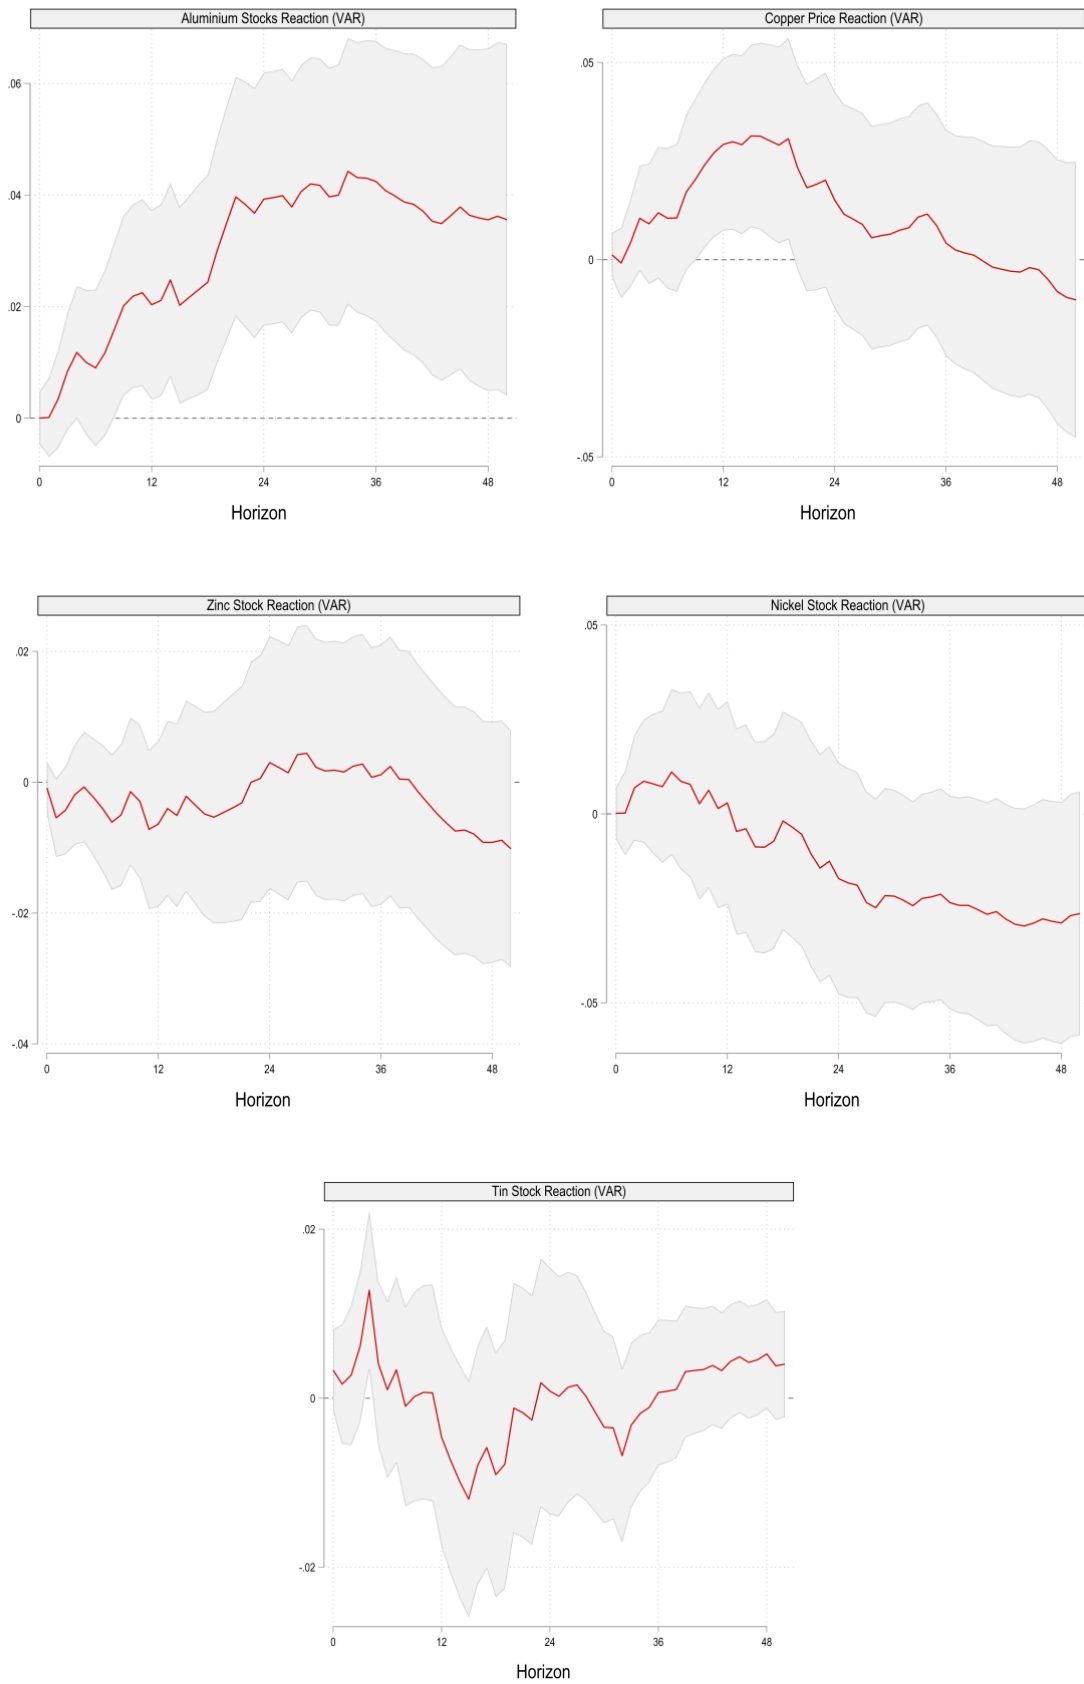 Aluminium Stocks Reaction (VAR)
.06
.04
.02
0
0 12 24 36 48
Horizon
Copper Price Reaction (VAR)
.05
0
-.05
0 12 24 36 48
Horizon
Zinc Stock Reaction (VAR)
.02
0
-.02
-.04
0 12 24 36 48
Horizon
Nickel Stock Reaction (VAR)
.05
0
-.05
0 12 24 36 48
Horizon
Tin Stock Reaction (VAR)
.02
0
-.02
0 12 24 36 48
Horizon